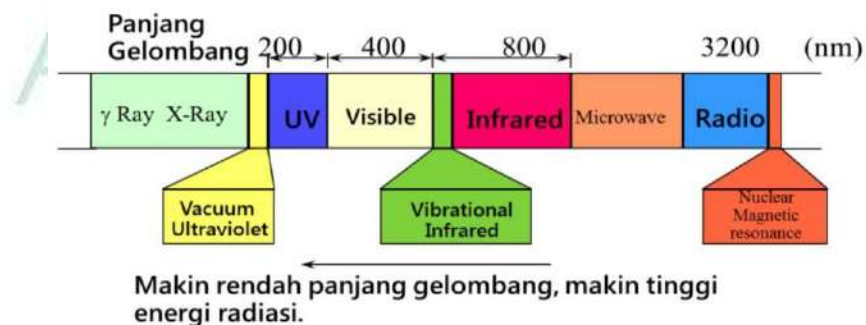 Panjang
Gelombang 200 400 800 3200 (nm)
γ Ray X-Ray UV Visible Infrared Microwave Radio
Vacuum
Ultraviolet
Vibrational
Infrared
Nuclear
Magnetic
resonance
Makin rendah panjang gelombang, makin tinggi
energi radiasi.